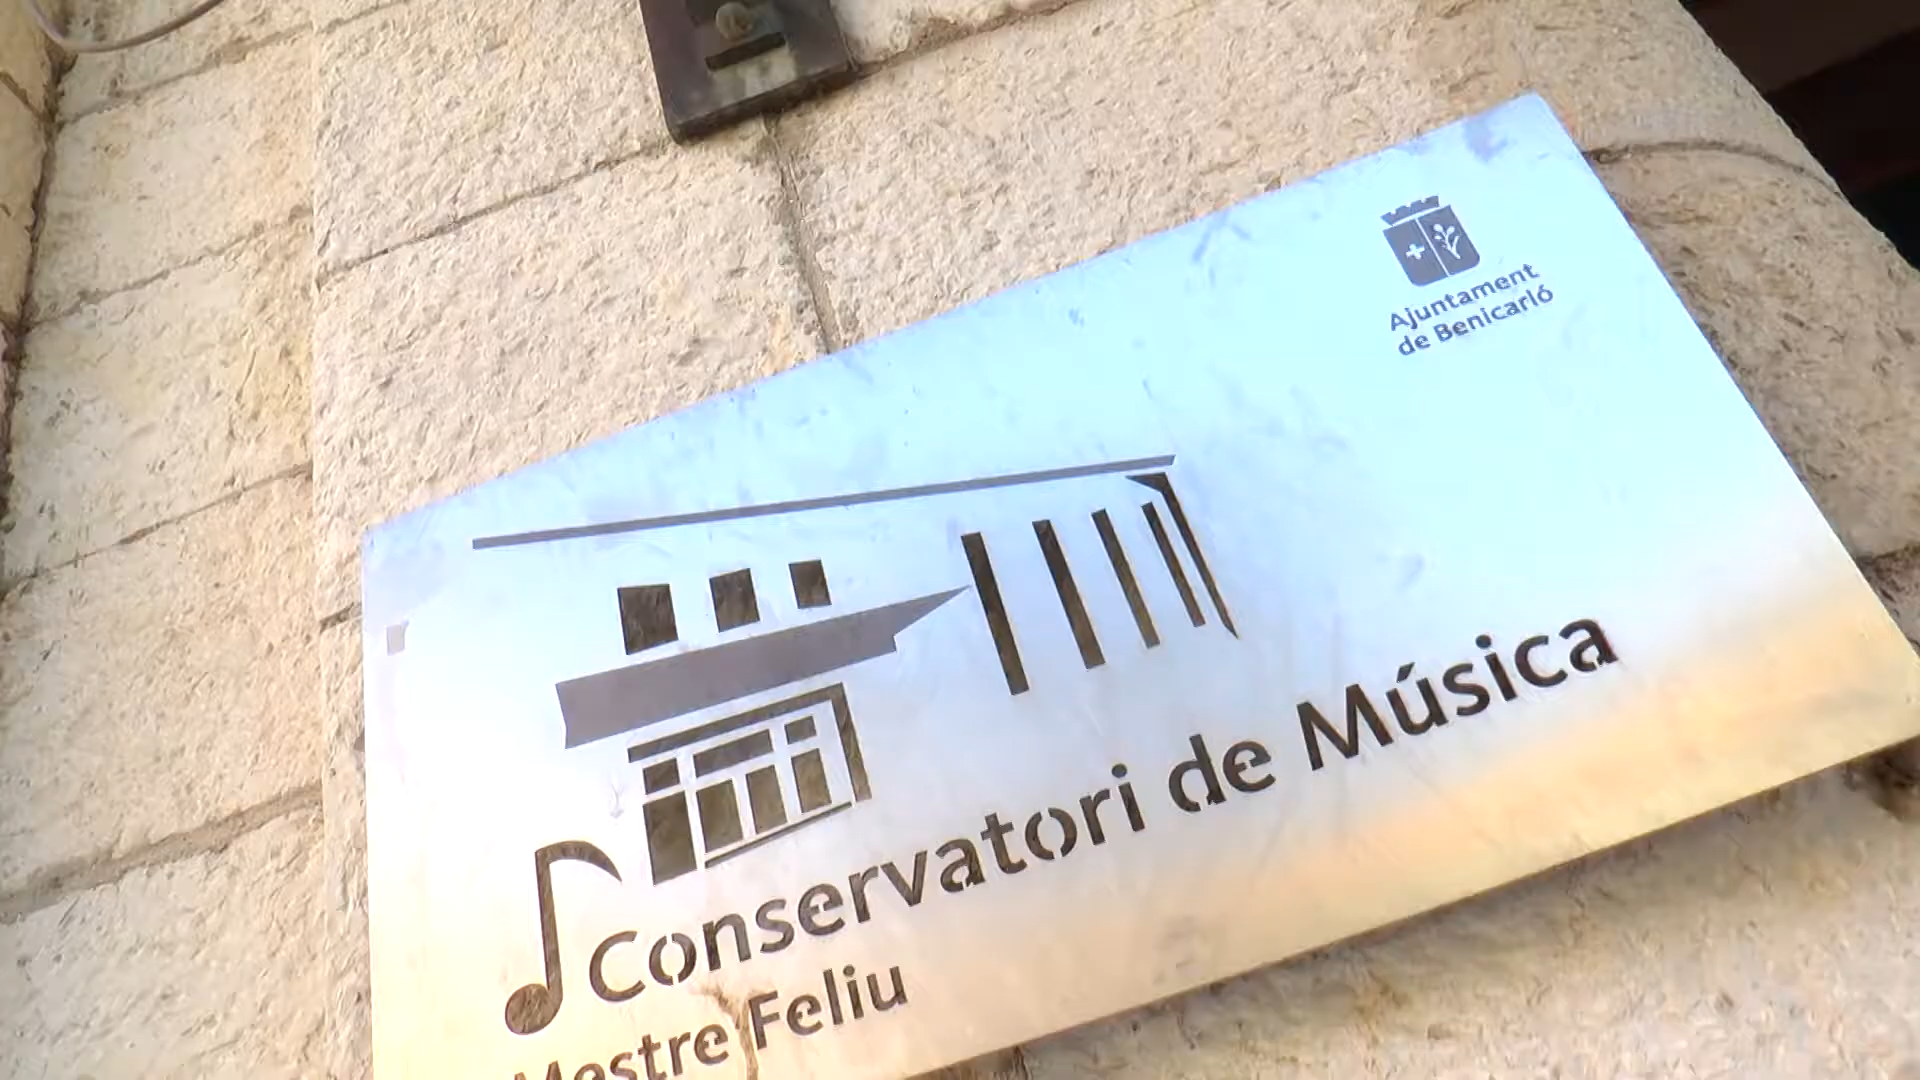 Ajuntament
de Benicarló
Conservatori de Música
Mestre Feliu